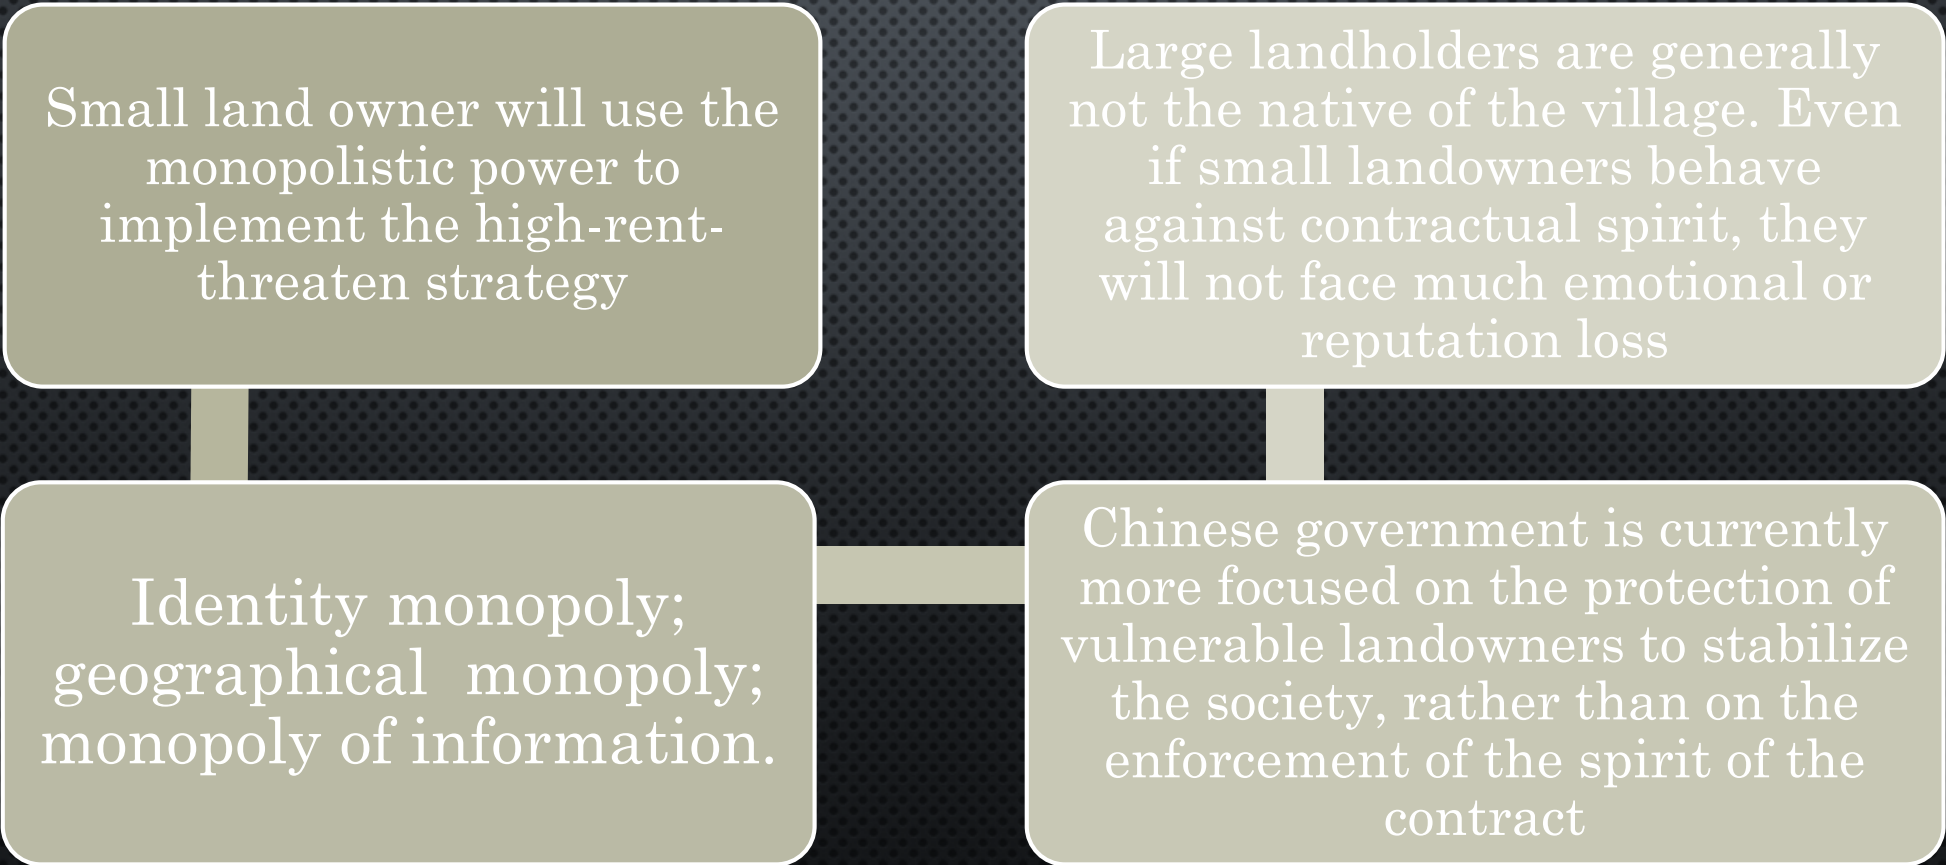 Small land owner will use the
monopolistic power to
implement the high-rent-
threaten strategy
Identity monopoly;
geographical  monopoly;
monopoly of information.
Chinese government is currently
more focused on the protection of
vulnerable landowners to stabilize
the society, rather than on the
enforcement of the spirit of the
contract
Large landholders are generally
not the native of the village. Even
if small landowners behave
against contractual spirit, they
will not face much emotional or
reputation loss